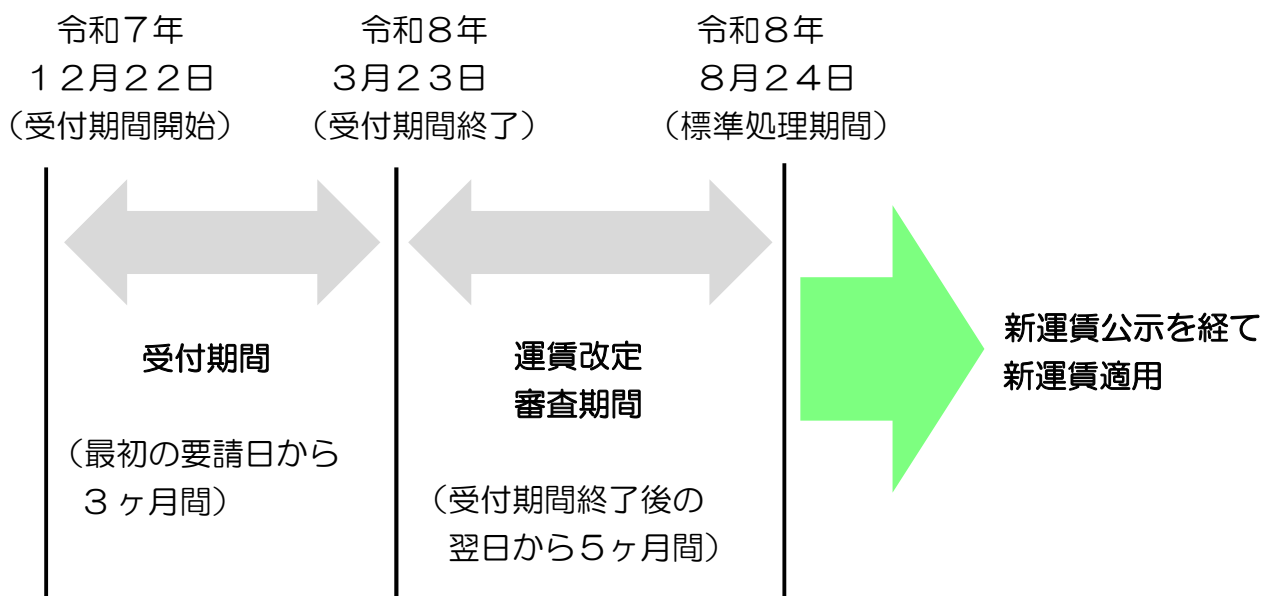 令和７年
１２月２２日
（受付期間開始）
令和８年
３月２３日
（受付期間終了）
令和８年
８月２４日
（標準処理期間）
受付期間
（最初の要請日から
３ヶ月間）
運賃改定
審査期間
（受付期間終了後の
翌日から５ヶ月間）
新運賃公示を経て
新運賃適用